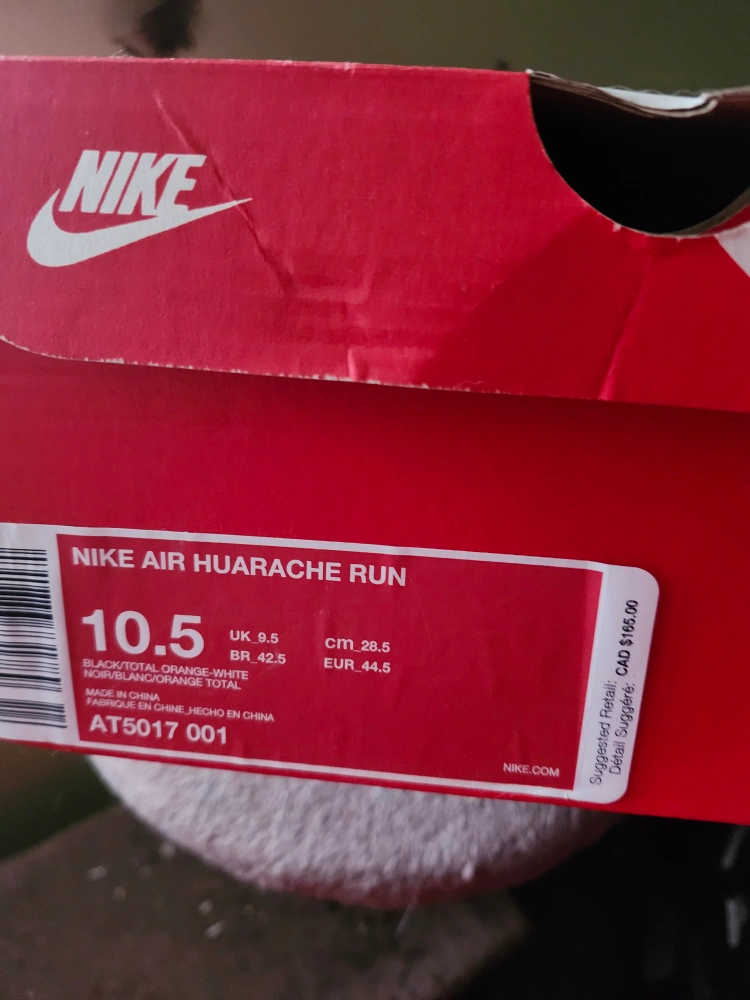 NIKE
NIKE AIR HUARACHE RUN
10.5
UK_9.5
BR_42.5
cm_28.5
EUR_44.5
BLACK/TOTAL ORANGE-WHITE
NOIR/BLANC/ORANGE TOTAL
MADE IN CHINA
FABRIQUE EN CHINE_HECHO EN CHINA
AT5017 001
NIKE.COM
Suggested Retail: CAD $165.00
Détail Suggéré: